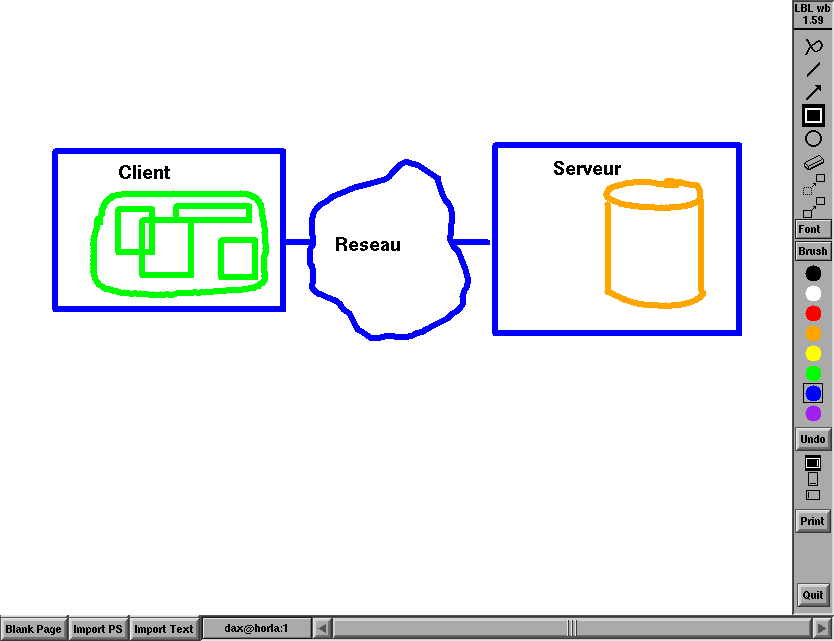 LBL wb
1.59
Client
Serveur
Reseau
Font
Brush
Undo
Print
Quit
Blank Page
Import PS
Import Text
dax@horla:1